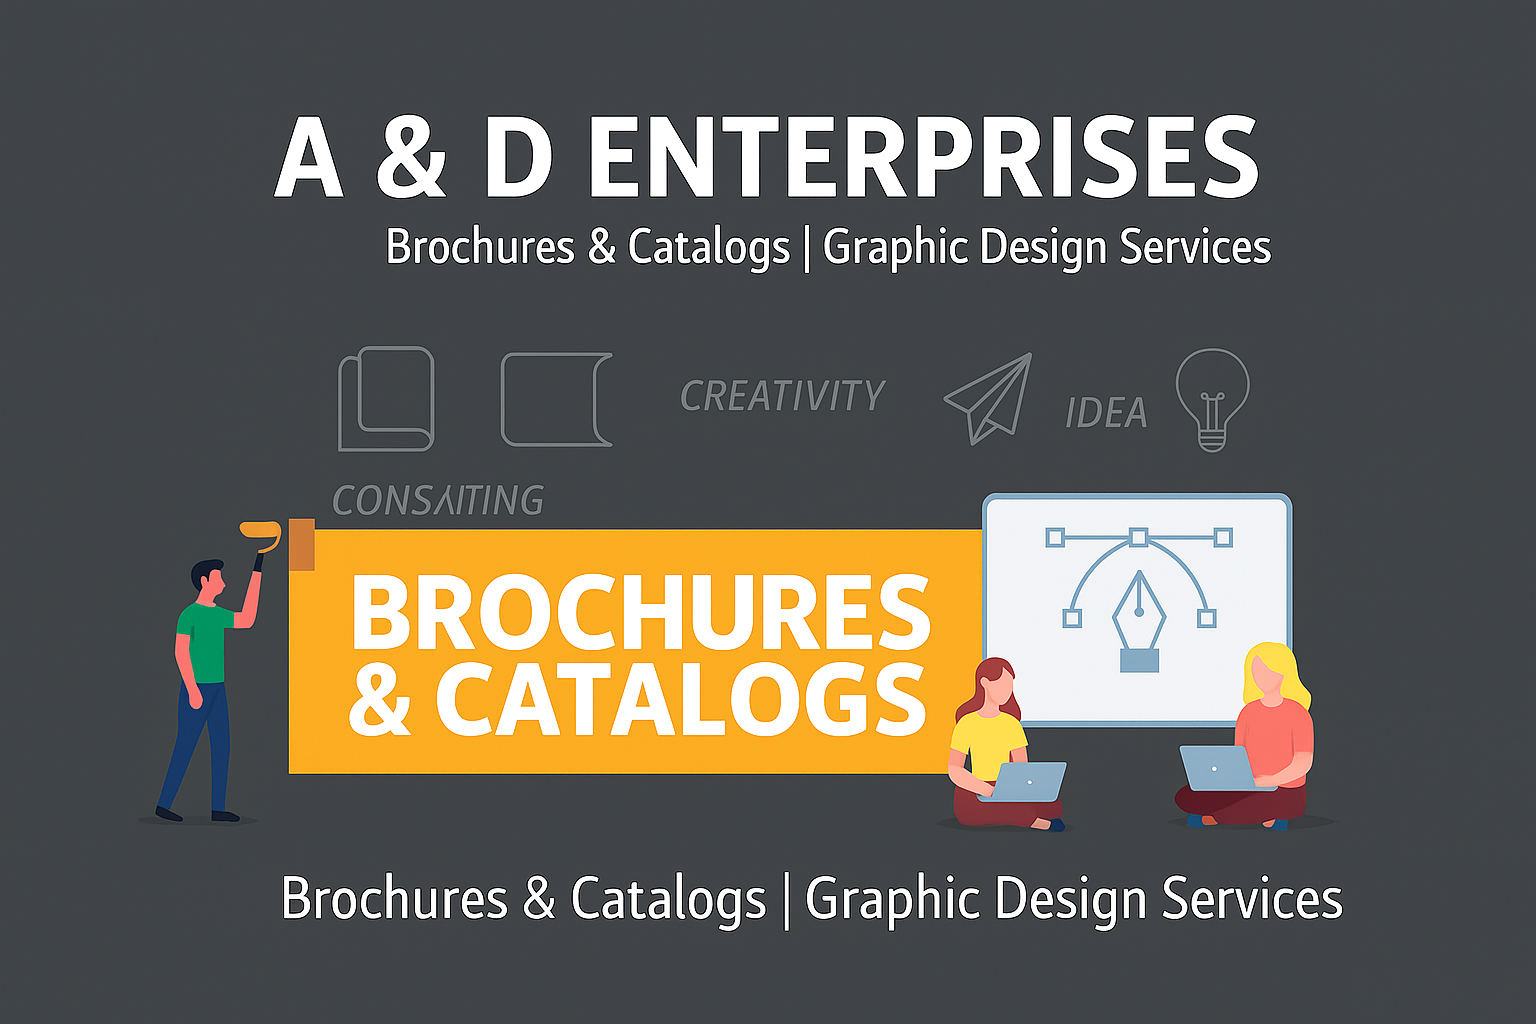 A & D ENTERPRISES
Brochures & Catalogs | Graphic Design Services
CREATIVITY
IDEA
BROCHURES
& CATALOGS
Brochures & Catalogs | Graphic Design Services